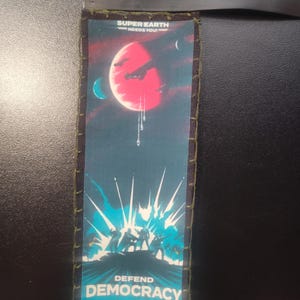 SUPER EARTH
NEEDS YOU!
DEFEND
DEMOCRACY